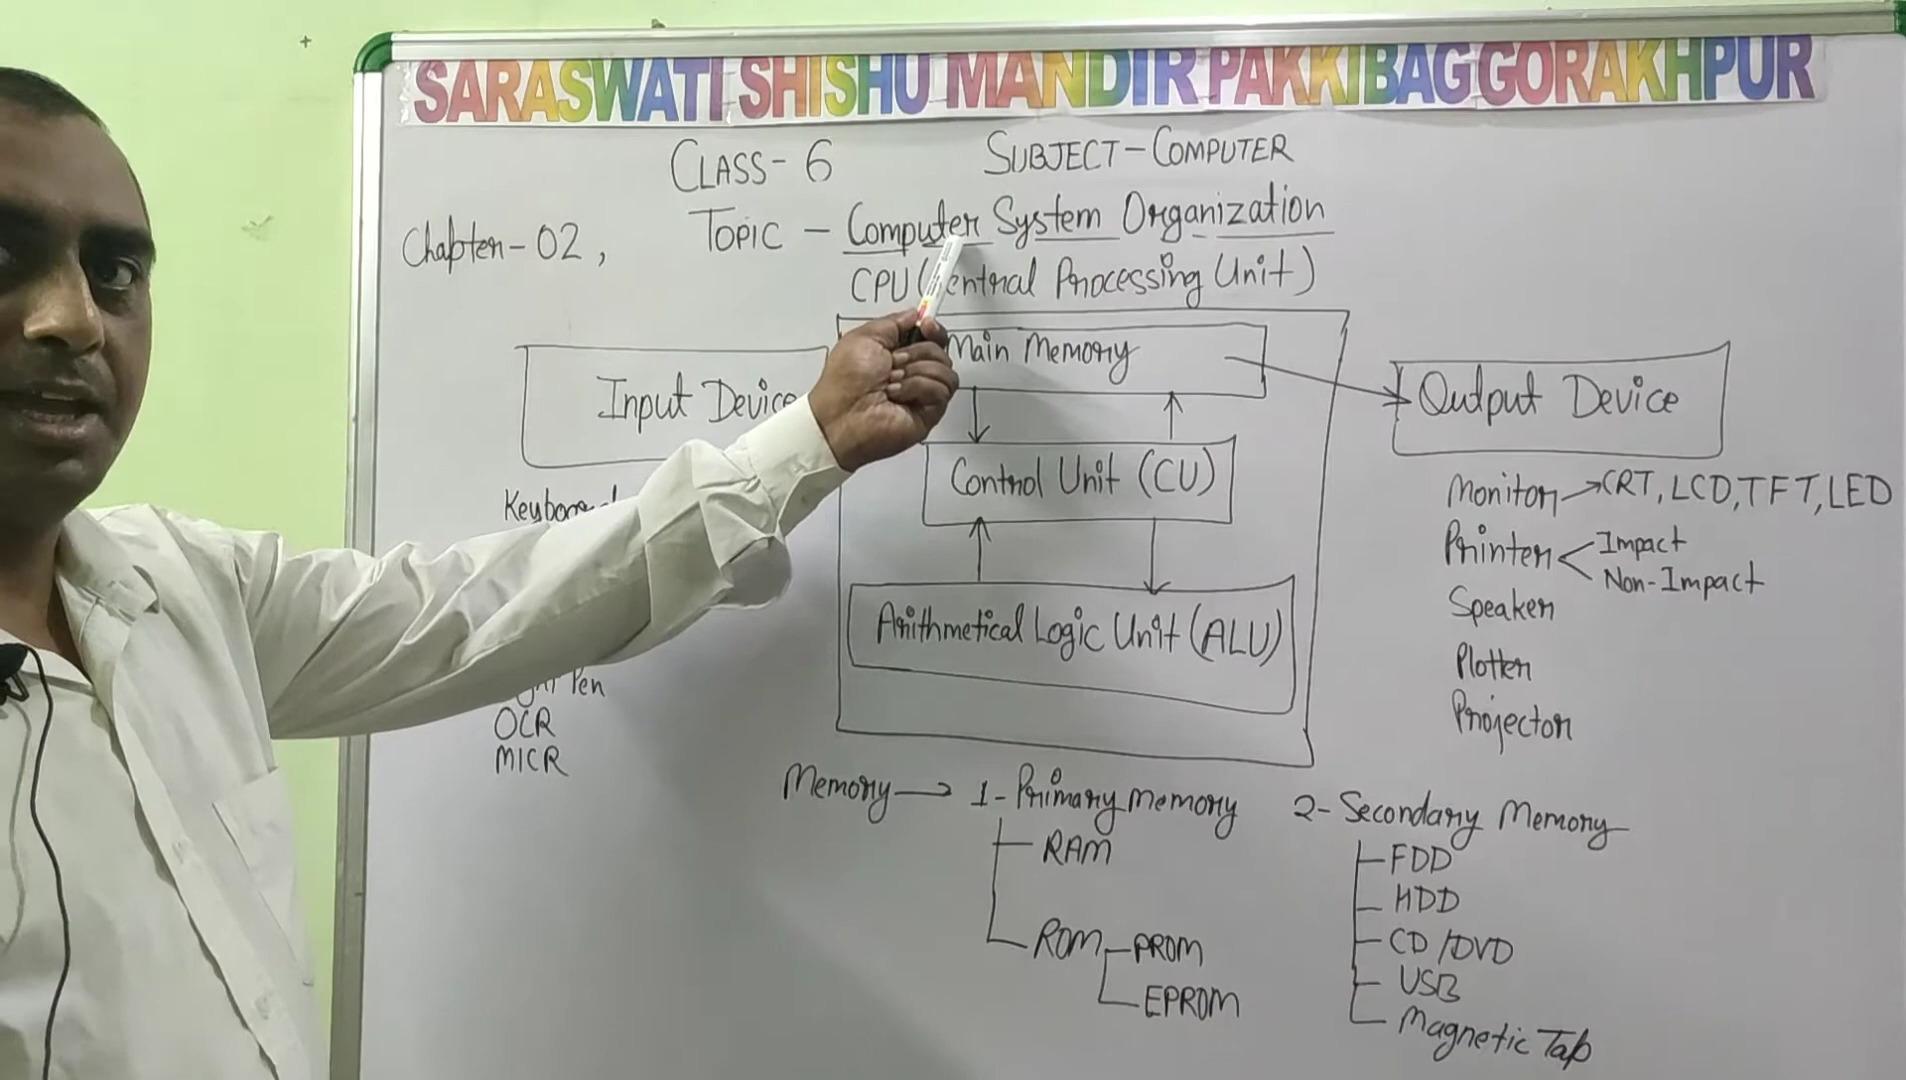 SARASWATI SHISHU MANDIR PAKKIBAG GORAKHPUR
CLASS-6 SUBJECT-COMPUTER
Chapter-02, TOPIC - Computer System Organization
CPU (Central Processing Unit)
Main Memory
Input Device
Output Device
Control Unit (CU)
Arithmetical Logic Unit (ALU)
Pen
OCR
MICR
Monitor → CRT, LCD, TFT, LED
Printer Impact
Non-Impact
Speaker
Plotter
Projector
Memory → 1- Primary Memory 2- Secondary Memory
RAM
ROM PROM
EPROM
FDD
HDD
CD/DVD
USB
Magnetic Tap